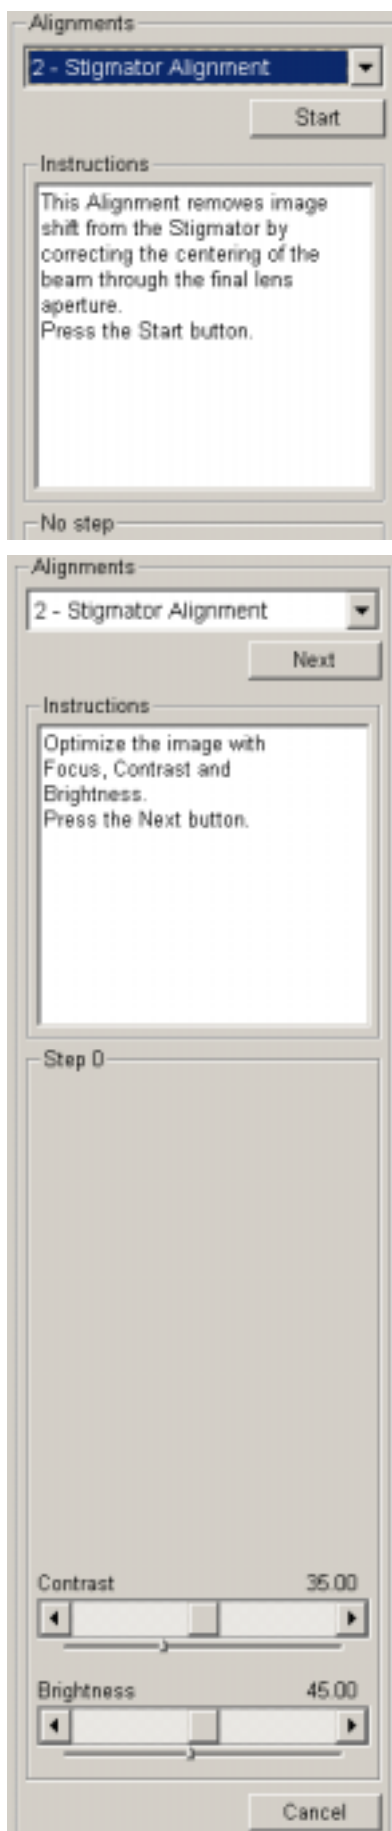 Alignments
2 - Stigmator Alignment
Start
Instructions
This Alignment removes image
shift from the Stigmator by
correcting the centering of the
beam through the final lens
aperture.
Press the Start button.
No step
Alignments
2 - Stigmator Alignment
Next
Instructions
Optimize the image with
Focus, Contrast and
Brightness.
Press the Next button.
Step 0
Contrast 35.00
Brightness 45.00
Cancel